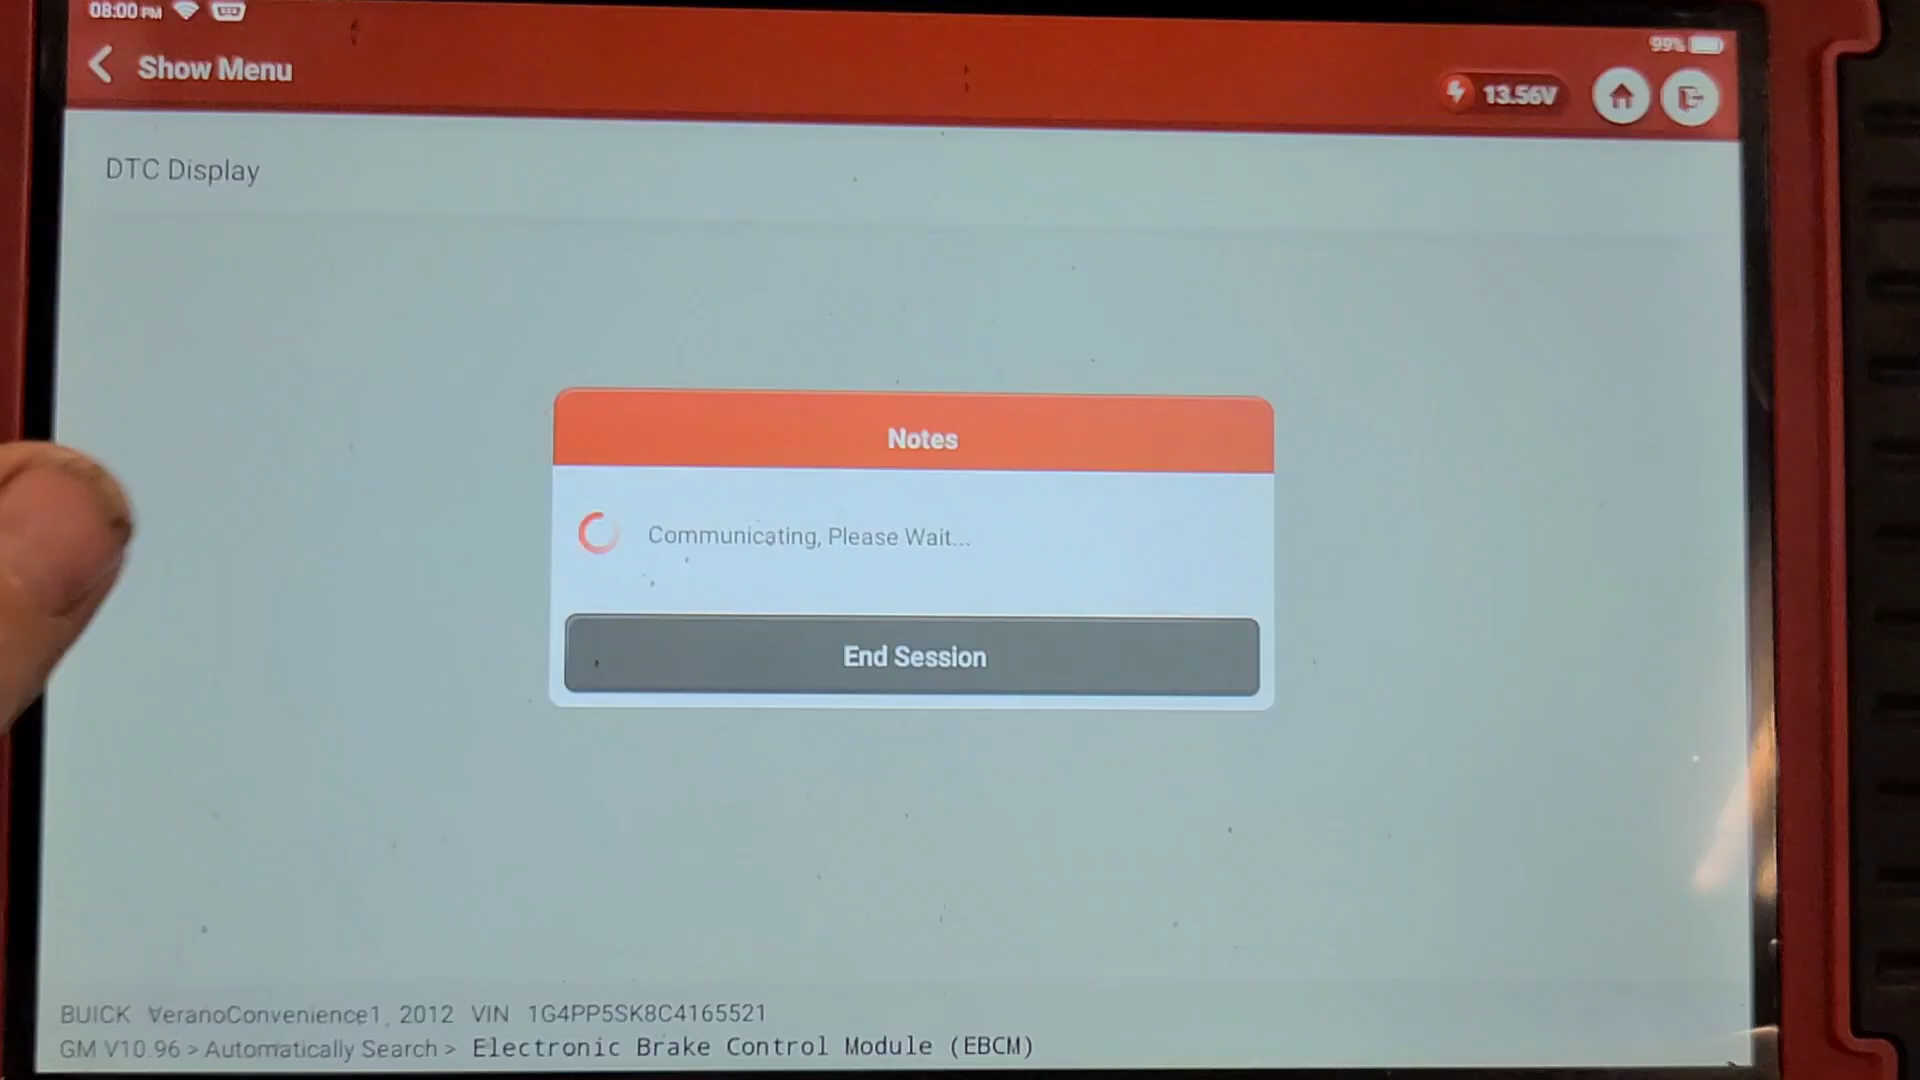 08:00 PM
99%
Show Menu
13.56V
DTC Display
Notes
Communicating, Please Wait...
End Session
BUICK VeranoConvenience1, 2012 VIN 1G4PP5SK8C4165521
GM V10.96 > Automatically Search > Electronic Brake Control Module (EBCM)